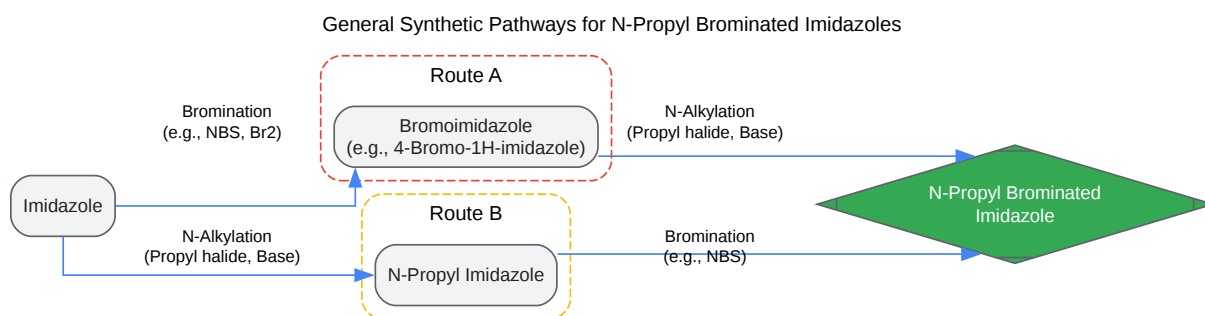 General Synthetic Pathways for N-Propyl Brominated Imidazoles
Route A
Bromination
(e.g., NBS, Br2)
Bromoimidazole
(e.g., 4-Bromo-1H-imidazole)
N-Alkylation
(Propyl halide, Base)
Imidazole
N-Propyl Brominated
Imidazole
Route B
N-Alkylation
(Propyl halide, Base)
N-Propyl Imidazole
Bromination
(e.g., NBS)